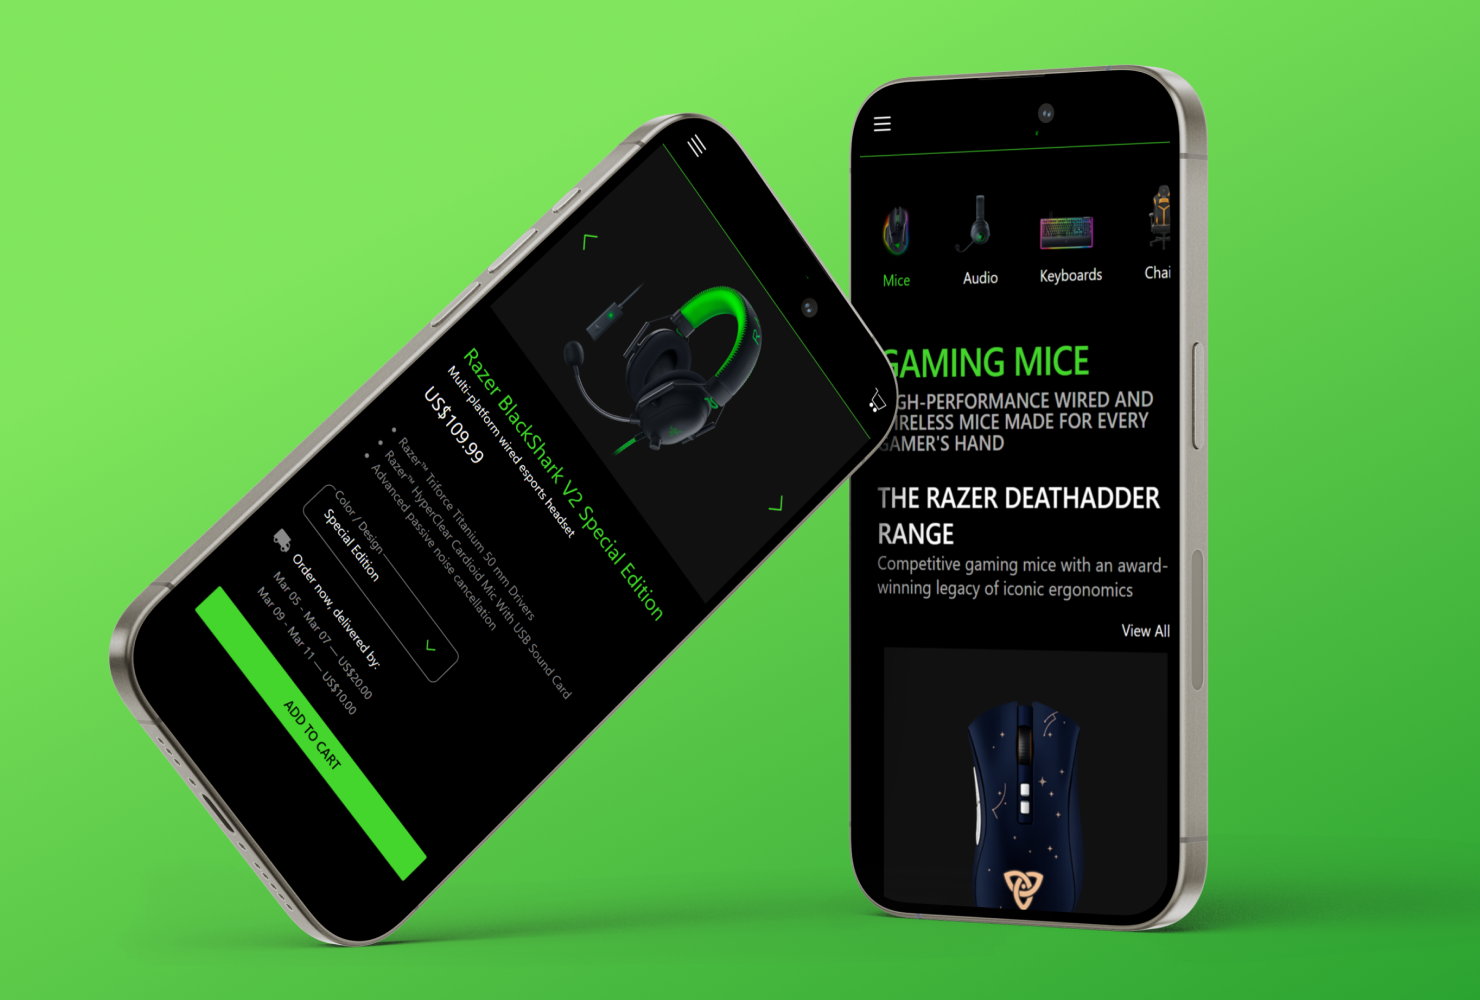 Razer BlackShark V2 Special Edition
Multi-platform wired esports headset
US$109.99
Razer™ Triforce Titanium 50 mm Drivers
Razer™ HyperClear Cardioid Mic With USB Sound Card
Advanced passive noise cancellation
Color / Design
Special Edition
Order now, delivered by:
Mar 05 - Mar 07 — US$20.00
Mar 09 - Mar 11 — US$10.00
ADD TO CART
Mice
Audio
Keyboards
Chai
GAMING MICE
GH-PERFORMANCE WIRED AND
IRELESS MICE MADE FOR EVERY
GAMER'S HAND
THE RAZER DEATHADDER
RANGE
Competitive gaming mice with an award-
winning legacy of iconic ergonomics
View All